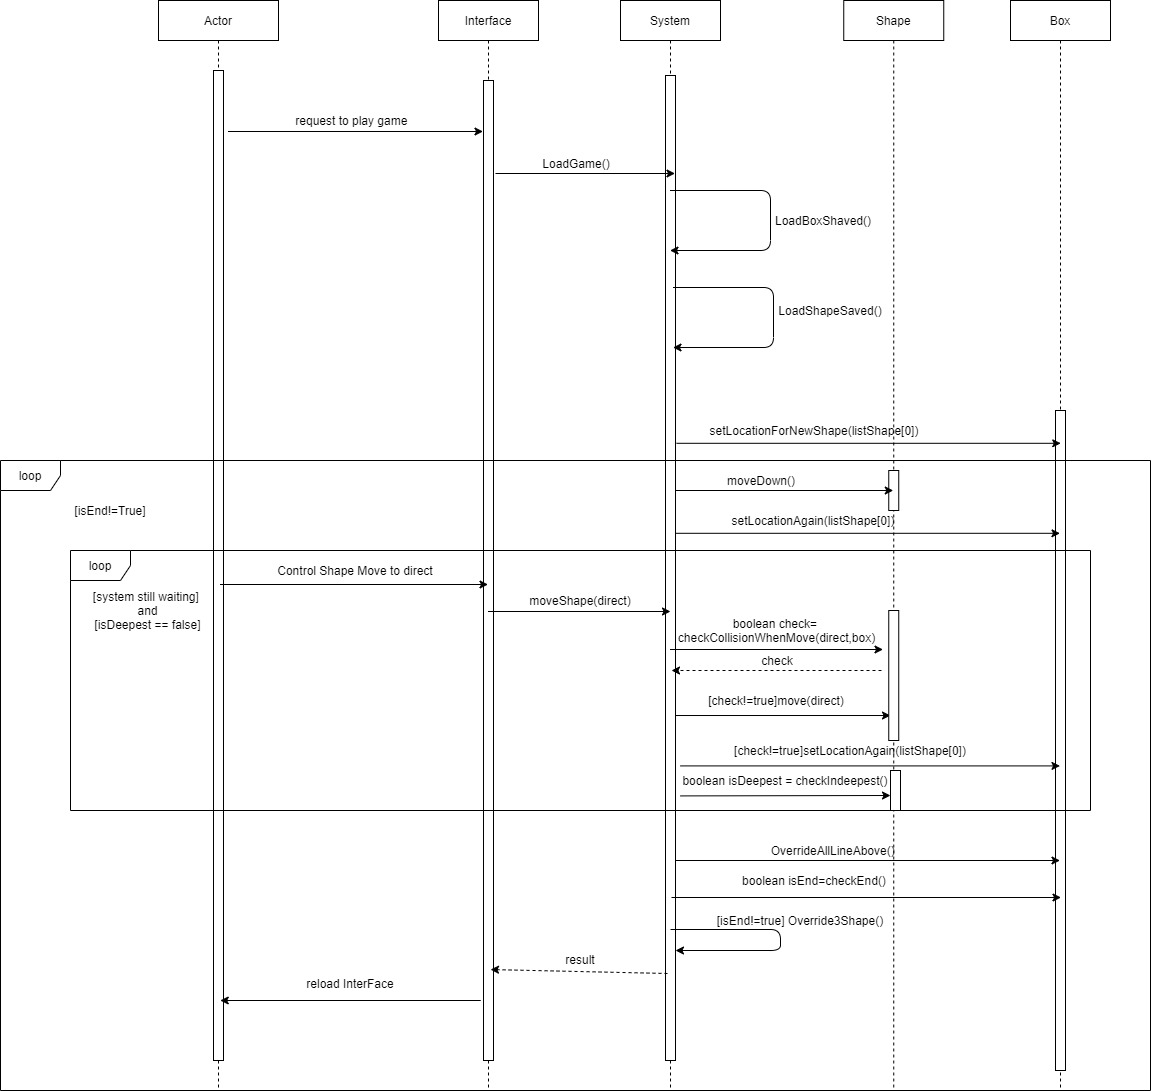 Actor
Interface
System
Shape
Box
request to play game
LoadGame()
LoadBoxShaved()
LoadShapeSaved()
setLocationForNewShape(listShape[0])
loop
moveDown()
[isEnd!=True]
setLocationAgain(listShape[0])
loop
Control Shape Move to direct
[system still waiting]
and
[isDeepest == false]
moveShape(direct)
boolean check=
checkCollisionWhenMove(direct,box)
check
[check!=true]move(direct)
[check!=true]setLocationAgain(listShape[0])
boolean isDeepest = checkIndeepest()
OverrideAllLineAbove()
boolean isEnd=checkEnd()
[isEnd!=true] Override3Shape()
result
reload InterFace